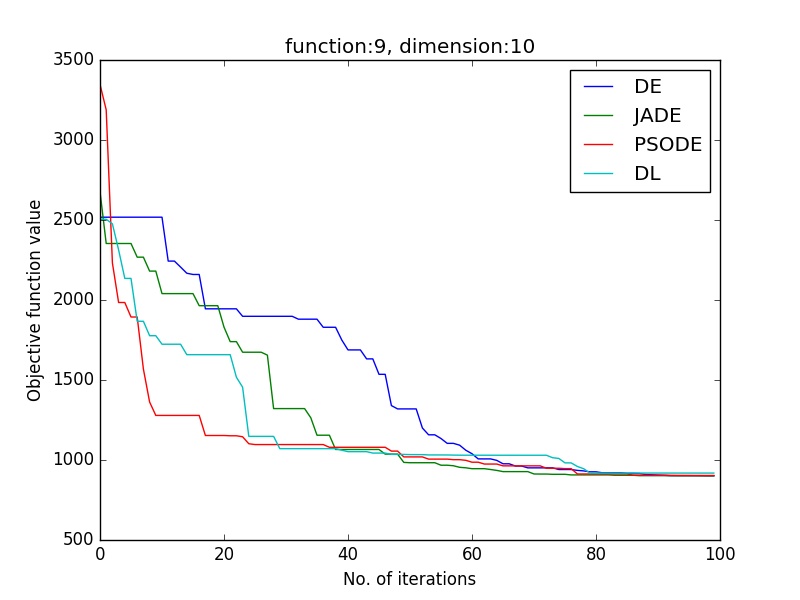 function:9, dimension:10
3500
3000
2500
2000
1500
1000
500
Objective function value
DE
JADE
PSODE
DL
0 20 40 60 80 100
No. of iterations